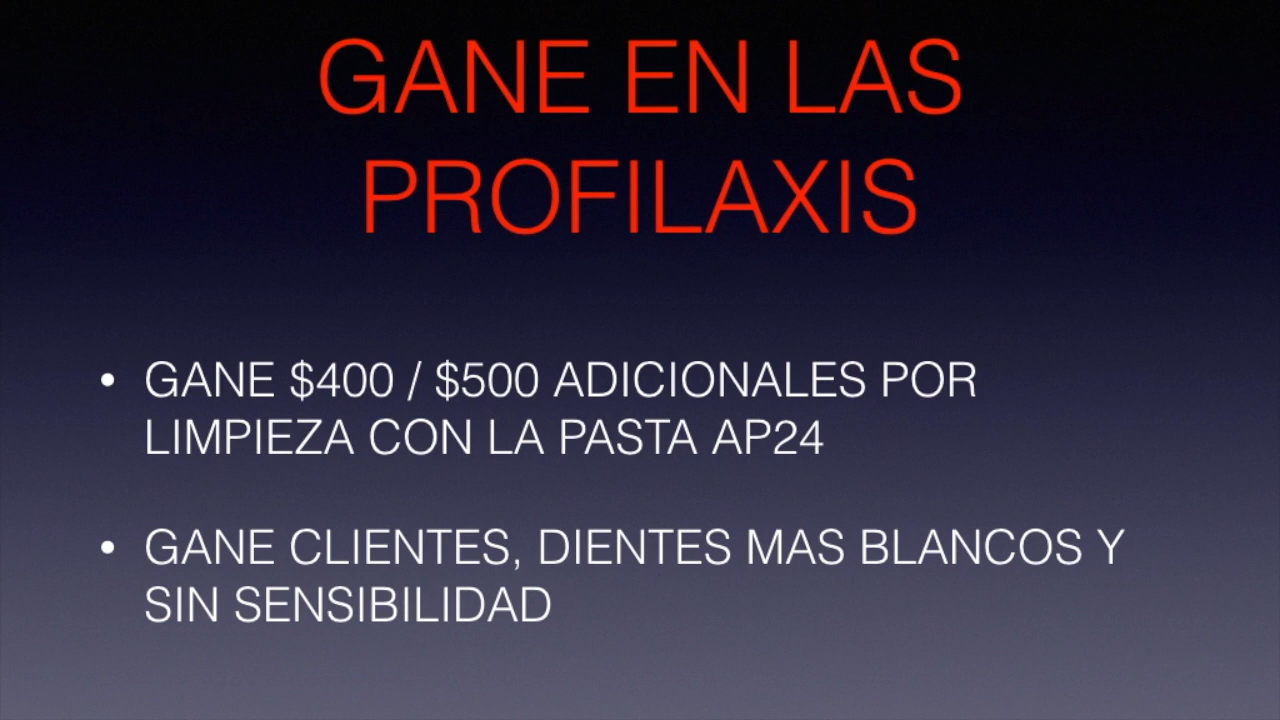 GANE EN LAS
PROFILAXIS
• GANE $400 / $500 ADICIONALES POR
LIMPIEZA CON LA PASTA AP24
• GANE CLIENTES, DIENTES MAS BLANCOS Y
SIN SENSIBILIDAD